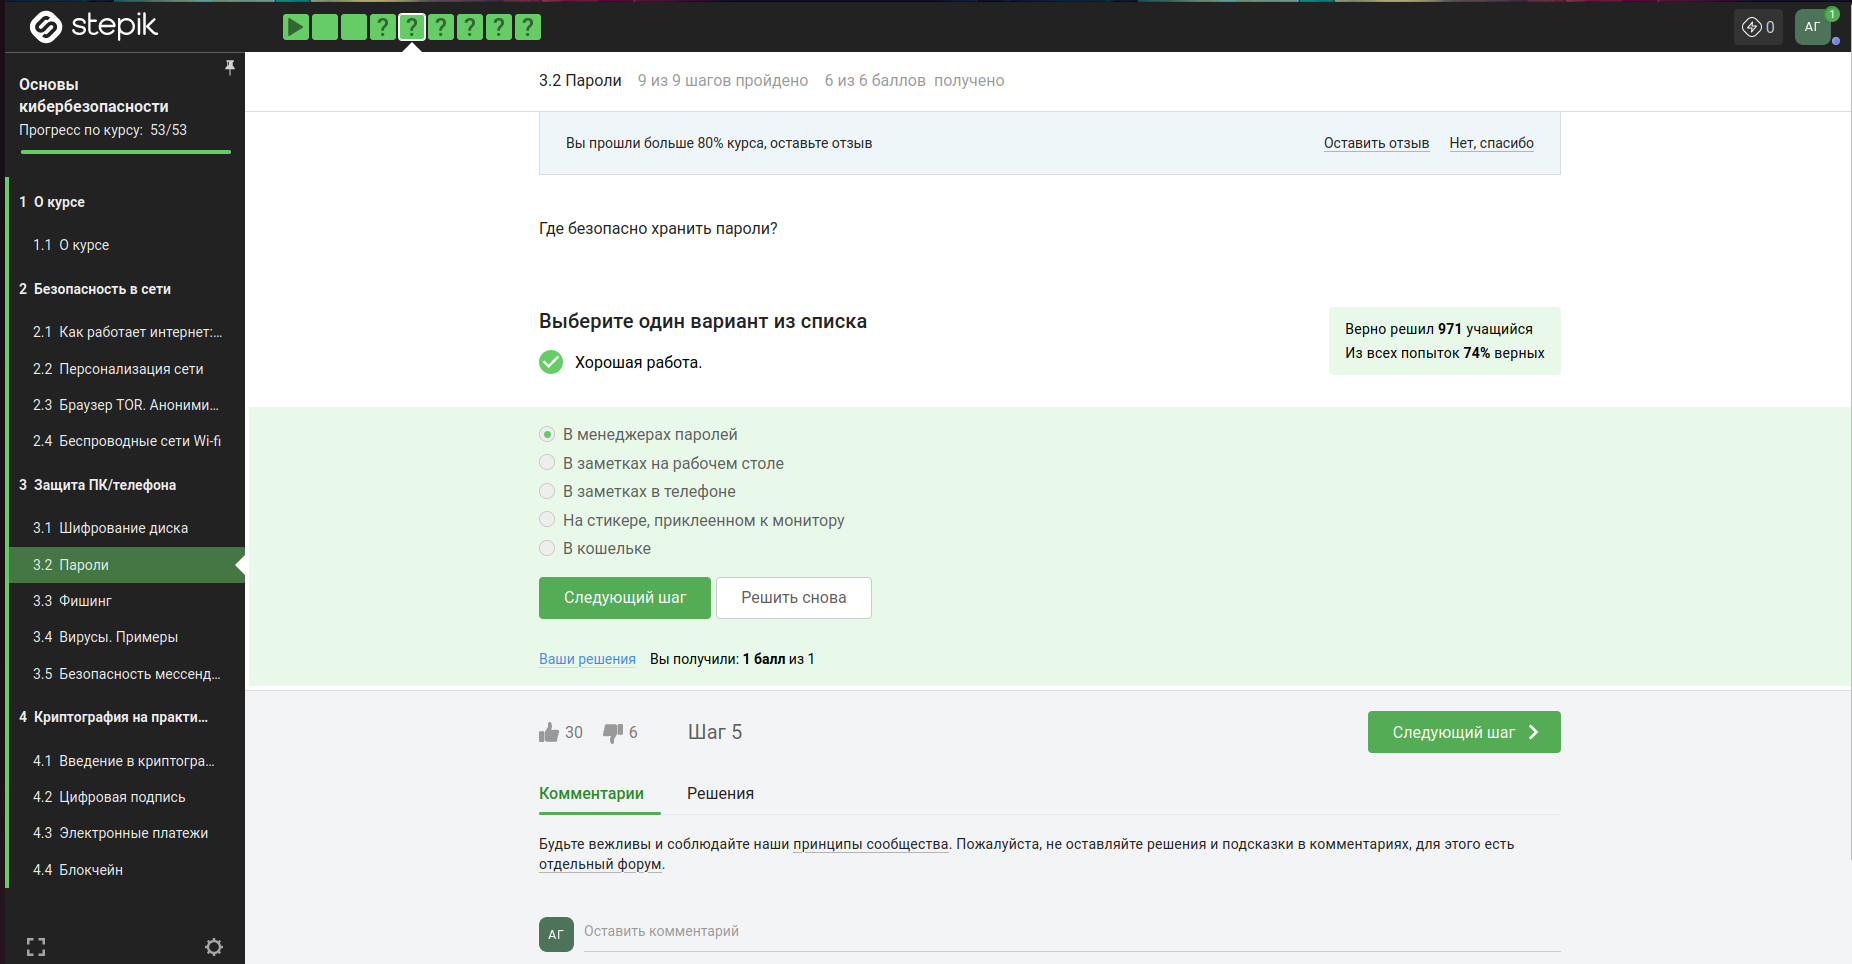 stepik
?
?
?
?
?
?
0
АГ
1
Основы
кибербезопасности
Прогресс по курсу: 53/53
1 О курсе
1.1 О курсе
2 Безопасность в сети
2.1 Как работает интернет:...
2.2 Персонализация сети
2.3 Браузер TOR. Аноними...
2.4 Беспроводные сети Wi-fi
3 Защита ПК/телефона
3.1 Шифрование диска
3.2 Пароли
3.3 Фишинг
3.4 Вирусы. Примеры
3.5 Безопасность мессенд...
4 Криптография на практи...
4.1 Введение в криптогра...
4.2 Цифровая подпись
4.3 Электронные платежи
4.4 Блокчейн
3.2 Пароли 9 из 9 шагов пройдено 6 из 6 баллов получено
Вы прошли больше 80% курса, оставьте отзыв
Оставить отзыв Нет, спасибо
Где безопасно хранить пароли?
Выберите один вариант из списка
Хорошая работа.
Верно решил 971 учащийся
Из всех попыток 74% верных
В менеджерах паролей
В заметках на рабочем столе
В заметках в телефоне
На стикере, приклеенном к монитору
В кошельке
Следующий шаг Решить снова
Ваши решения Вы получили: 1 балл из 1
30 6 Шаг 5
Следующий шаг
Комментарии Решения
Будьте вежливы и соблюдайте наши принципы сообщества. Пожалуйста, не оставляйте решения и подсказки в комментариях, для этого есть
отдельный форум.
АГ Оставить комментарий